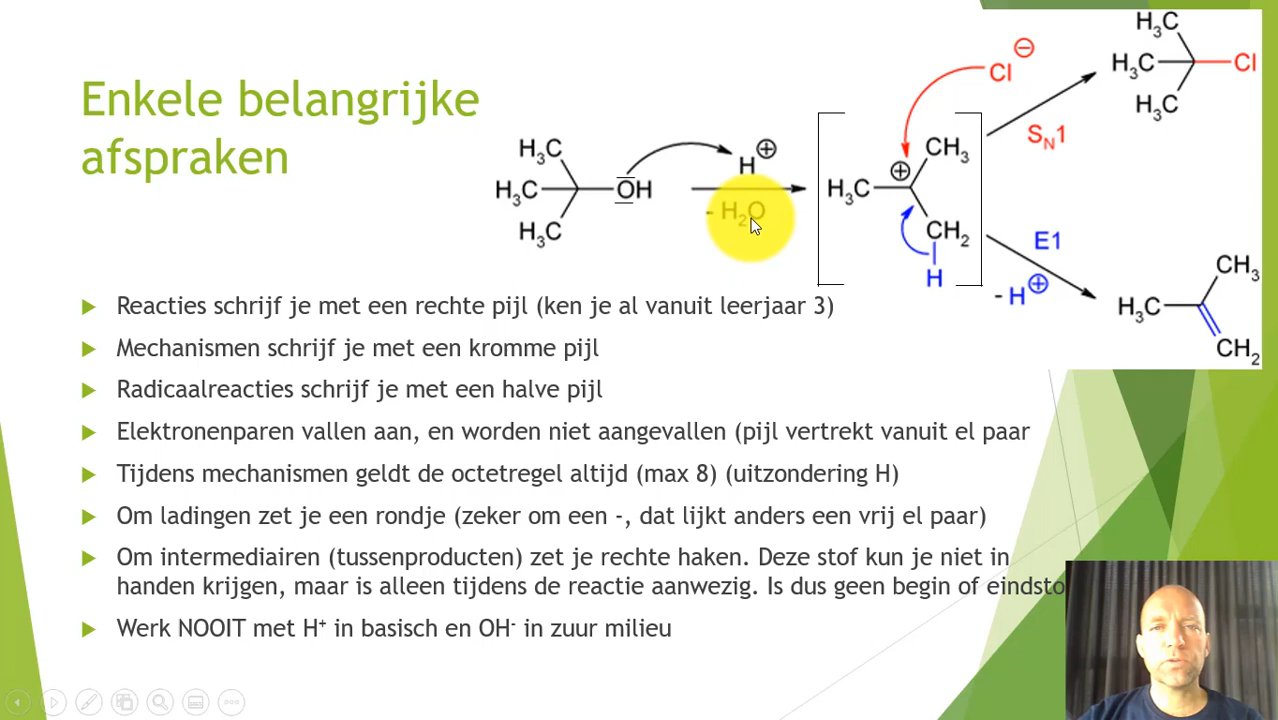 Enkele belangrijke
afspraken
H₃C
H₃C
H₃C
OH
H ⊕
- H₂O
H₃C
⊕
CH₃
CH₂
H
Cl ⊖
SN1
H₃C
H₃C
H₃C
Cl
E1
- H ⊕
H₃C
CH₃
CH₂
Reacties schrijf je met een rechte pijl (ken je al vanuit leerjaar 3)
Mechanismen schrijf je met een kromme pijl
Radicaalreacties schrijf je met een halve pijl
Elektronenparen vallen aan, en worden niet aangevallen (pijl vertrekt vanuit el paar
Tijdens mechanismen geldt de octetregel altijd (max 8) (uitzondering H)
Om ladingen zet je een rondje (zeker om een -, dat lijkt anders een vrij el paar)
Om intermediairen (tussenproducten) zet je rechte haken. Deze stof kun je niet in
handen krijgen, maar is alleen tijdens de reactie aanwezig. Is dus geen begin of eindsto
Werk NOOIT met H⁺ in basisch en OH⁻ in zuur milieu